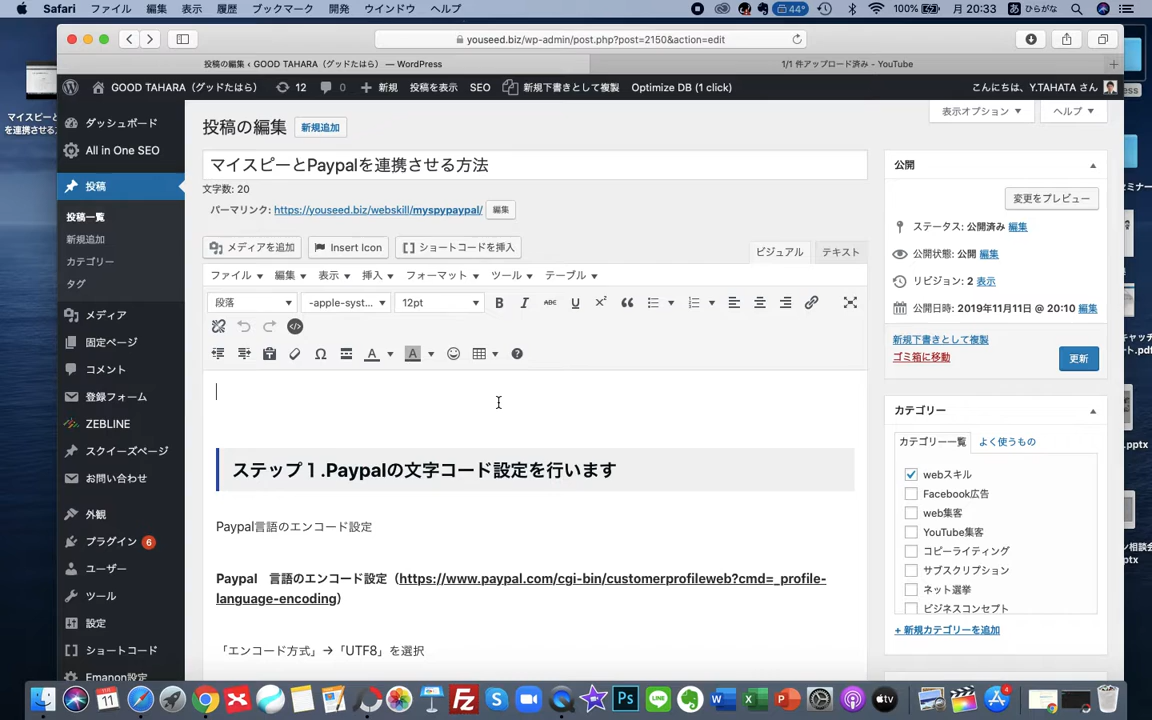 Safari ファイル 編集 表示 履歴 ブックマーク 開発 ウインドウ ヘルプ 44° 100% 月 20:33 あ ひらがな
youseed.biz/wp-admin/post.php?post=2150&action=edit
投稿の編集 ‹ GOOD TAHARA（グッドたはら） — WordPress 1/1 件アップロード済み - YouTube
GOOD TAHARA（グッドたはら） 12 0 新規 投稿を表示 SEO 新規下書きとして複製 Optimize DB (1 click) こんにちは、Y.TAHATA さん
表示オプション ヘルプ
ダッシュボード
All in One SEO
投稿
投稿一覧
新規追加
カテゴリー
タグ
メディア
固定ページ
コメント
登録フォーム
ZEBLINE
スクイーズページ
お問い合わせ
外観
プラグイン 6
ユーザー
ツール
設定
ショートコード
Emanon設定
投稿の編集 新規追加
マイスピーとPaypalを連携させる方法
文字数: 20
パーマリンク: https://youseed.biz/webskill/myspypaypal/ 編集
メディアを追加 Insert Icon ショートコードを挿入
ビジュアル テキスト
ファイル 編集 表示 挿入 フォーマット ツール テーブル
段落 -apple-syst... 12pt
ステップ１.Paypalの文字コード設定を行います
Paypal言語のエンコード設定
Paypal　言語のエンコード設定（https://www.paypal.com/cgi-bin/customerprofileweb?cmd=_profile-
language-encoding）
「エンコード方式」→「UTF8」を選択
公開
変更をプレビュー
ステータス: 公開済み 編集
公開状態: 公開 編集
リビジョン: 2 表示
公開日時: 2019年11月11日 @ 20:10 編集
新規下書きとして複製
ゴミ箱に移動
更新
カテゴリー
カテゴリー一覧 よく使うもの
webスキル
Facebook広告
web集客
YouTube集客
コピーライティング
サブスクリプション
ネット選挙
ビジネスコンセプト
+ 新規カテゴリーを追加